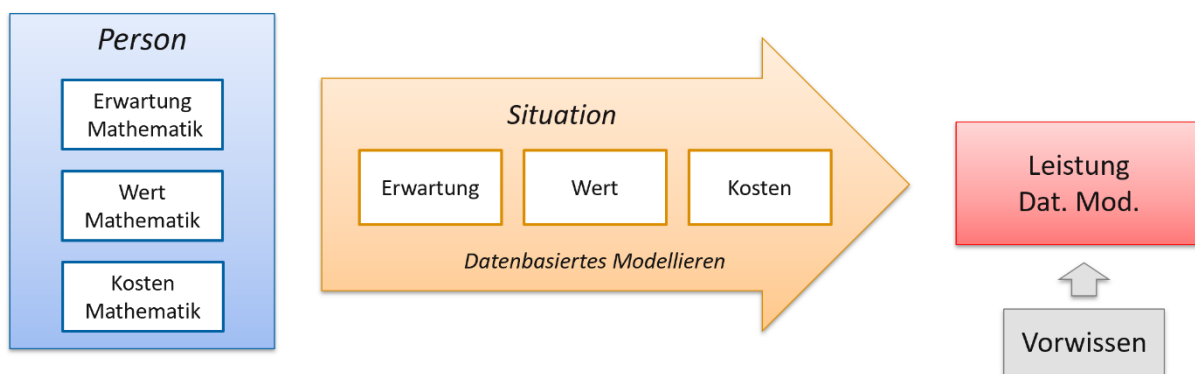 Person
Erwartung
Mathematik
Wert
Mathematik
Kosten
Mathematik
Situation
Erwartung
Wert
Kosten
Datenbasiertes Modellieren
Leistung
Dat. Mod.
Vorwissen